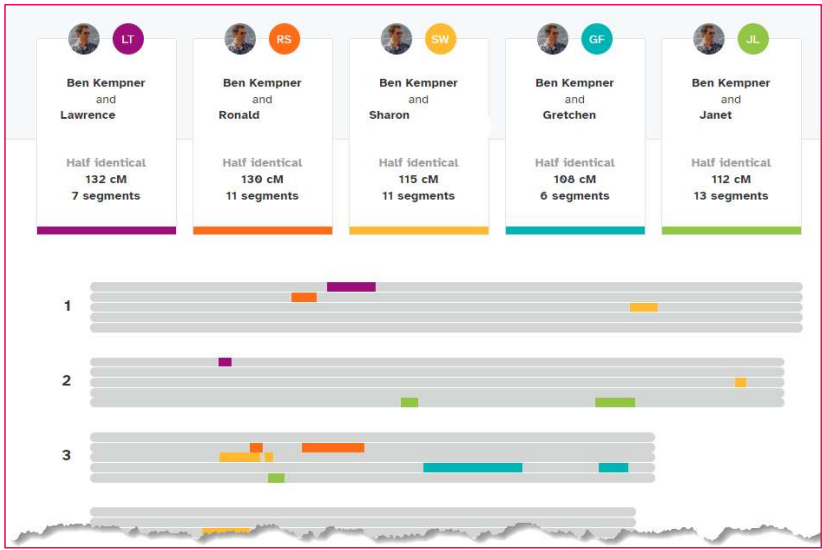 LT
RS
SW
GF
JL
Ben Kempner
and
Lawrence
Half identical
132 cM
7 segments
Ben Kempner
and
Ronald
Half identical
130 cM
11 segments
Ben Kempner
and
Sharon
Half identical
115 cM
11 segments
Ben Kempner
and
Gretchen
Half identical
108 cM
6 segments
Ben Kempner
and
Janet
Half identical
112 cM
13 segments
1
2
3